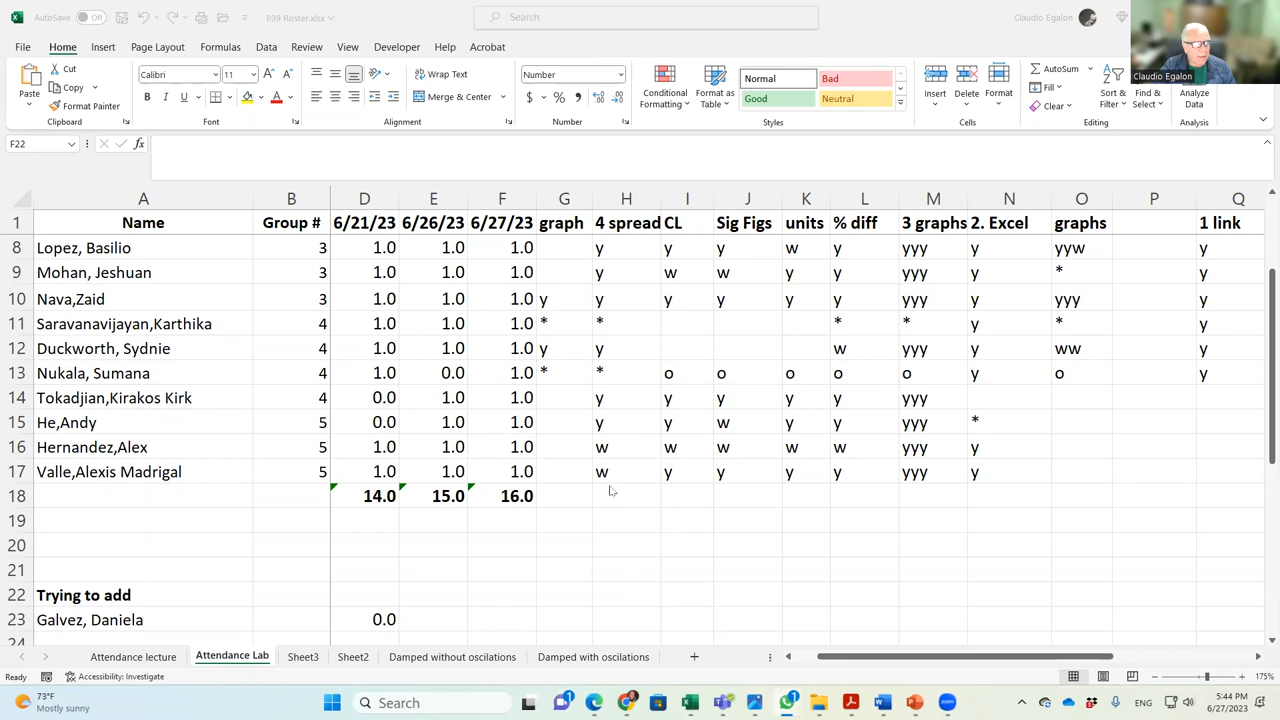 AutoSave Off P39 Roster.xlsx Search Claudio Egalon
File Home Insert Page Layout Formulas Data Review View Developer Help Acrobat
Paste Cut Copy Format Painter Clipboard
Calibri 11 B I U A Font
Wrap Text Merge & Center Alignment
Number $ % Number
Conditional Formatting Format as Table Normal Bad Good Neutral Styles
Insert Delete Format Cells
AutoSum Fill Clear Sort & Filter Find & Select Editing
Analyze Data Analysis
Claudio Egalon
F22 fx
A B D E F G H I J K L M N O P Q
1 Name Group # 6/21/23 6/26/23 6/27/23 graph 4 spread CL Sig Figs units % diff 3 graphs 2. Excel graphs 1 link
8 Lopez, Basilio 3 1.0 1.0 1.0 y y y w y yyy y yyw y
9 Mohan, Jeshuan 3 1.0 1.0 1.0 y w w y y yyy y * y
10 Nava,Zaid 3 1.0 1.0 1.0 y y y y y y yyy y yyy y
11 Saravanavijayan,Karthika 4 1.0 1.0 1.0 * * * * y * y
12 Duckworth, Sydnie 4 1.0 1.0 1.0 y y w yyy y ww y
13 Nukala, Sumana 4 1.0 0.0 1.0 * * o o o o o y o y
14 Tokadjian,Kirakos Kirk 4 0.0 1.0 1.0 y y y y y yyy
15 He,Andy 5 0.0 1.0 1.0 y y w y y yyy *
16 Hernandez,Alex 5 1.0 1.0 1.0 w w w w w yyy y
17 Valle,Alexis Madrigal 5 1.0 1.0 1.0 w y y y y yyy y
18 14.0 15.0 16.0
19
20
21
22 Trying to add
23 Galvez, Daniela 0.0
24
Attendance lecture Attendance Lab Sheet3 Sheet2 Damped without oscillations Damped with oscilations
Ready Accessibility: Investigate 175%
73°F Mostly sunny Search ENG 5:44 PM 6/27/2023